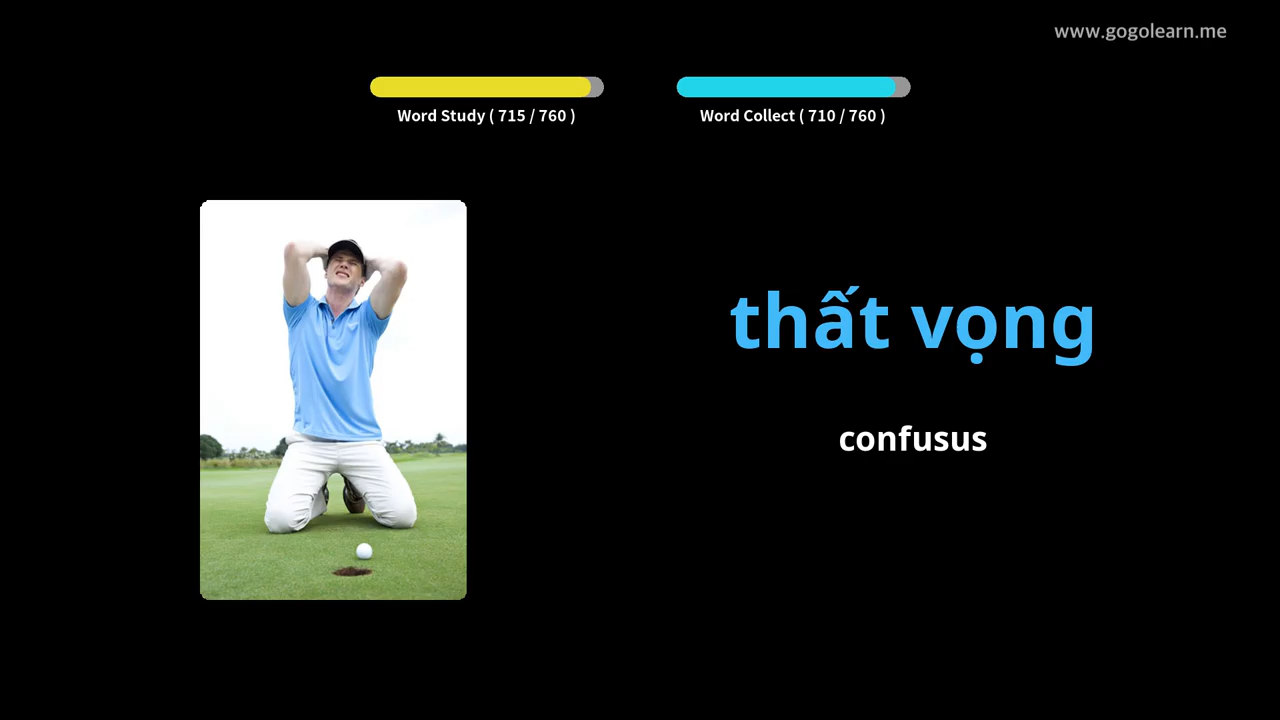 www.gogolearn.me
Word Study ( 715 / 760 )
Word Collect ( 710 / 760 )
thất vọng
confusus